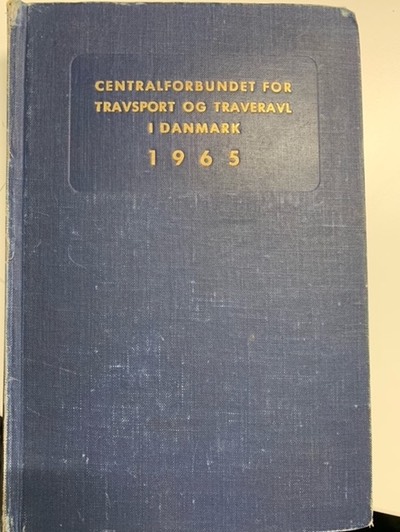 CENTRALFORBUNDET FOR
TRAVSPORT OG TRAVERAVL
I DANMARK
1965